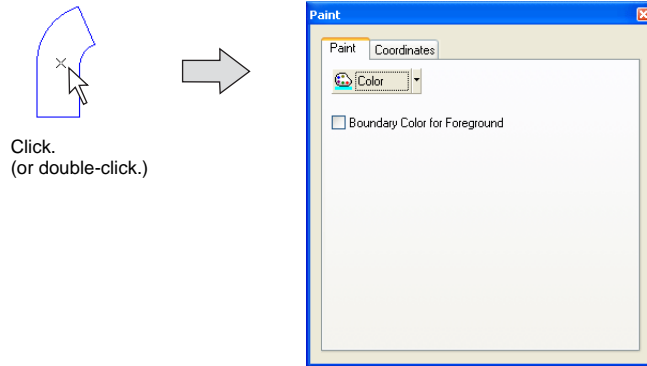 Click.
(or double-click.)
Paint
Paint
Coordinates
Color
Boundary Color for Foreground